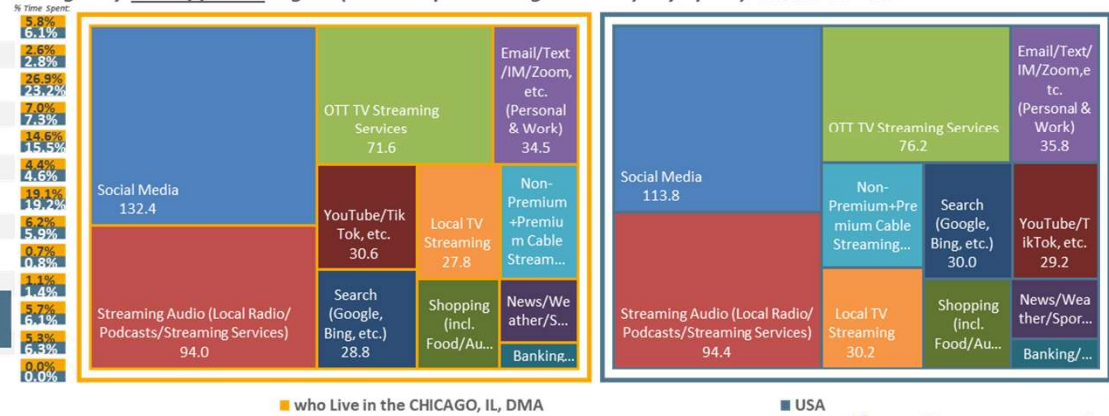 % Time Spent:
5.8%
6.1%
2.6%
2.8%
26.9%
23.2%
7.0%
7.3%
14.6%
15.5%
4.4%
4.6%
19.1%
19.2%
6.2%
5.9%
0.7%
0.8%
1.1%
1.4%
5.7%
6.1%
5.3%
6.3%
0.0%
0.0%
Social Media
132.4
Streaming Audio (Local Radio/
Podcasts/Streaming Services)
94.0
OTT TV Streaming
Services
71.6
Email/Text
/IM/Zoom,
etc.
(Personal
& Work)
34.5
YouTube/Tik
Tok, etc.
30.6
Local TV
Streaming
27.8
Non-
Premium
+Premiu
m Cable
Stream...
Search
(Google,
Bing, etc.)
28.8
Shopping
(incl.
Food/Au...
News/We
ather/S...
Banking...
Social Media
113.8
Streaming Audio (Local Radio/
Podcasts/Streaming Services)
94.4
OTT TV Streaming Services
76.2
Email/Text/
IM/Zoom,e
tc.
(Personal &
Work)
35.8
Non-
Premium+Pre
mium Cable
Streaming...
Search
(Google,
Bing, etc.)
30.0
YouTube/T
ikTok, etc.
29.2
Local TV
Streaming
30.2
Shopping
(incl.
Food/Au...
News/Wea
ther/Spor...
Banking/...
who Live in the CHICAGO, IL, DMA
USA